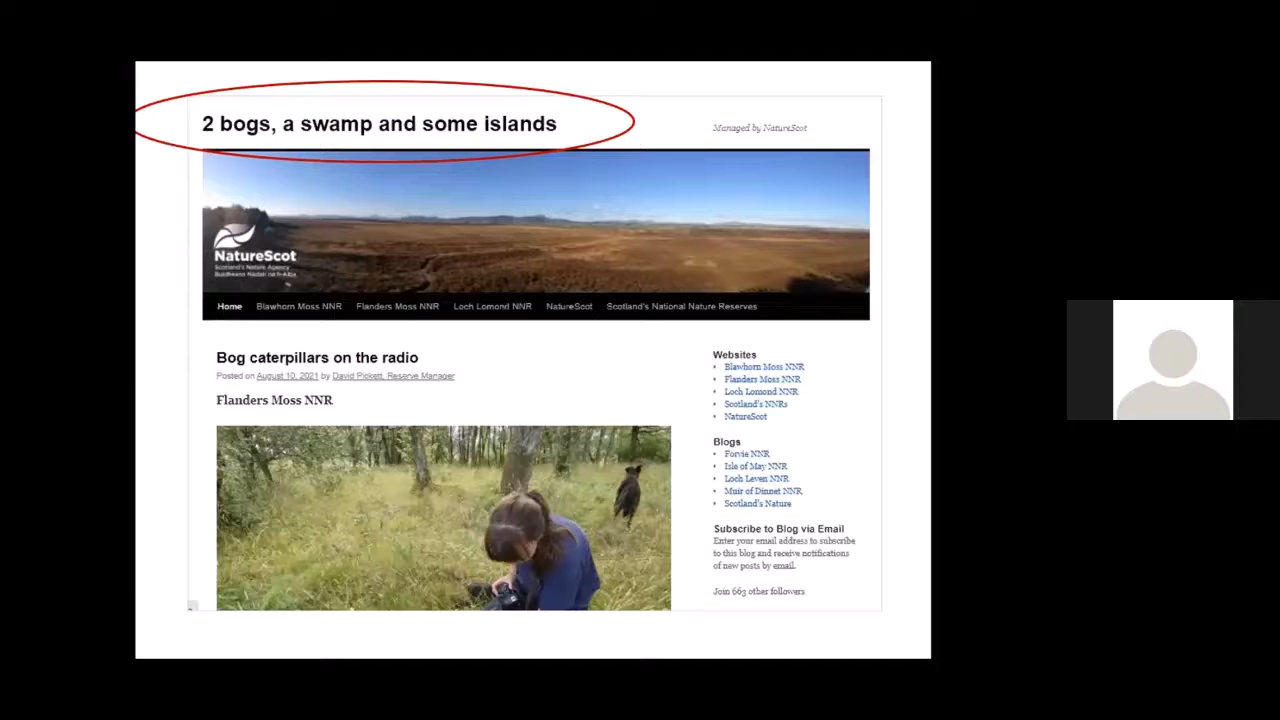 2 bogs, a swamp and some islands
Managed by NatureScot
NatureScot
Scotland's Nature Agency
Buidheann Nàdair na h-Alba
Home Blawhorn Moss NNR Flanders Moss NNR Loch Lomond NNR NatureScot Scotland's National Nature Reserves
Bog caterpillars on the radio
Posted on August 10, 2021 by David Pickett, Reserve Manager
Flanders Moss NNR
Websites
Blawhorn Moss NNR
Flanders Moss NNR
Loch Lomond NNR
Scotland's NNRs
NatureScot
Blogs
Forvie NNR
Isle of May NNR
Loch Leven NNR
Muir of Dinnet NNR
Scotland's Nature
Subscribe to Blog via Email
Enter your email address to subscribe
to this blog and receive notifications
of new posts by email.
Join 663 other followers